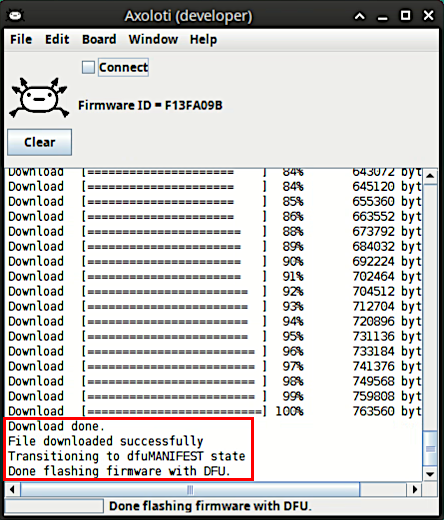 Axoloti (developer)
File Edit Board Window Help
Connect
Firmware ID = F13FA09B
Clear
Download [====================== ] 84% 643072 byt
Download [====================== ] 84% 645120 byt
Download [====================== ] 85% 655360 byt
Download [====================== ] 86% 663552 byt
Download [======================= ] 88% 673792 byt
Download [======================= ] 89% 684032 byt
Download [======================= ] 90% 692224 byt
Download [======================= ] 91% 702464 byt
Download [======================== ] 92% 704512 byt
Download [======================== ] 93% 712704 byt
Download [======================== ] 94% 720896 byt
Download [======================== ] 95% 731136 byt
Download [========================= ] 96% 733184 byt
Download [========================= ] 97% 741376 byt
Download [========================= ] 98% 749568 byt
Download [========================= ] 99% 759808 byt
Download [==========================] 100% 763560 byt
Download done.
File downloaded successfully
Transitioning to dfuMANIFEST state
Done flashing firmware with DFU.
Done flashing firmware with DFU.